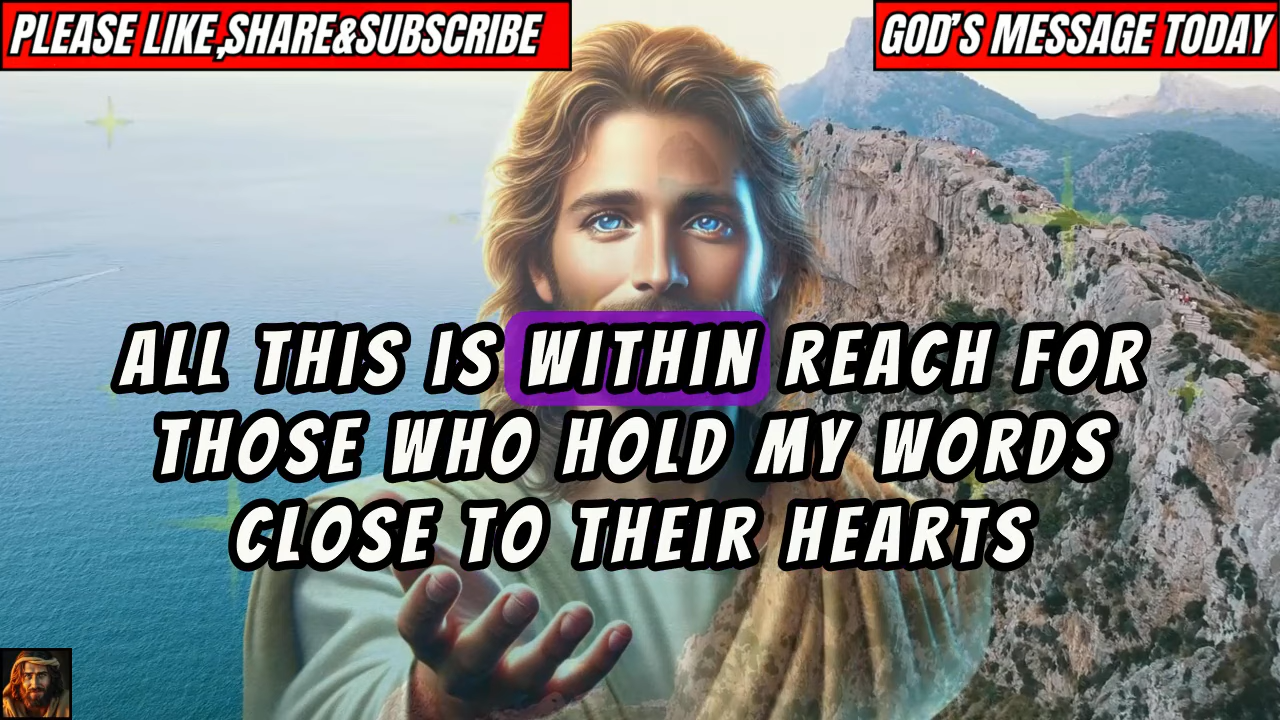 PLEASE LIKE,SHARE&SUBSCRIBE
GOD'S MESSAGE TODAY
ALL THIS IS WITHIN REACH FOR
THOSE WHO HOLD MY WORDS
CLOSE TO THEIR HEARTS